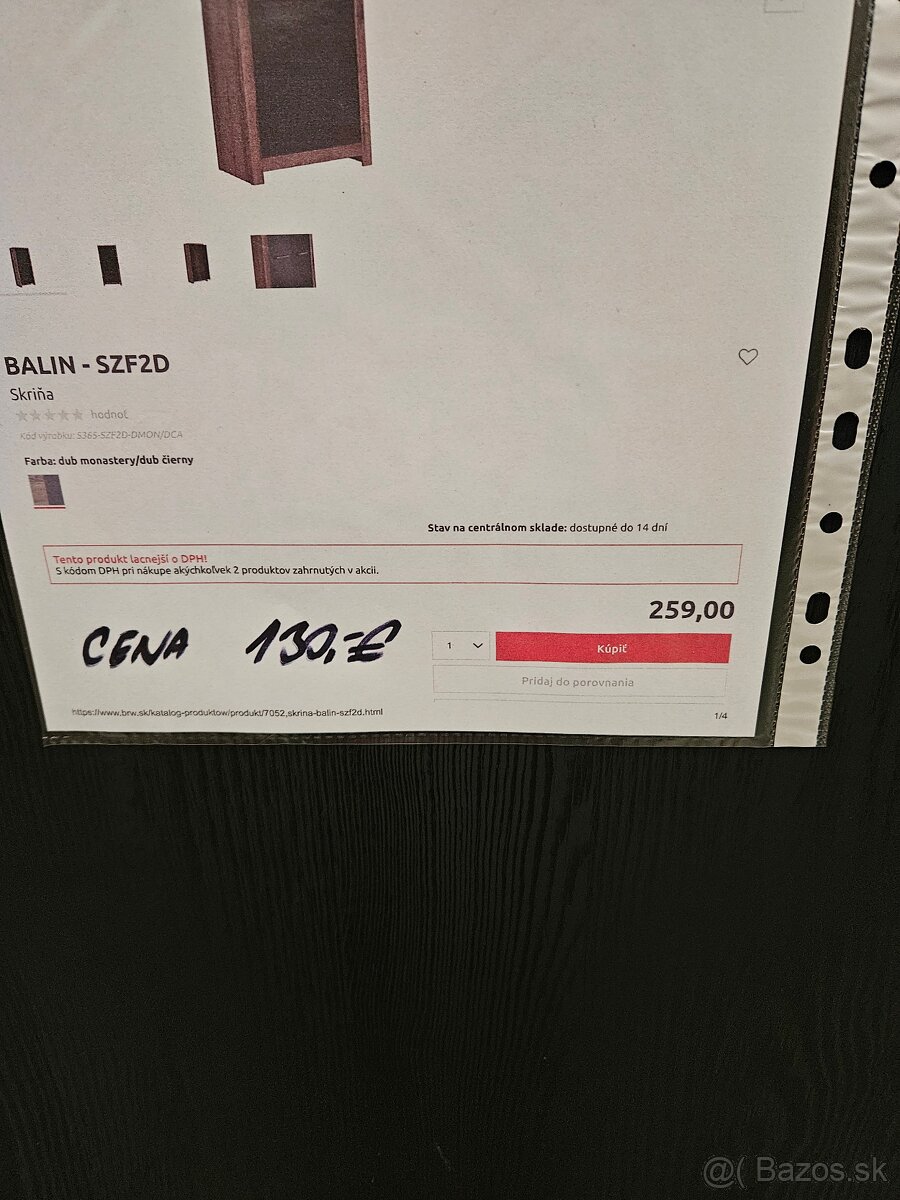 BALIN - SZF2D
Skriňa
hodnoť
Kód výrobku: S365-SZF2D-DMON/DCA
Farba: dub monastery/dub čierny
Stav na centrálnom sklade: dostupné do 14 dní
Tento produkt lacnejší o DPH!
S kódom DPH pri nákupe akýchkoľvek 2 produktov zahrnutých v akcii.
259,00
CENA 130,-€
1 Kúpiť
Pridaj do porovnania
https://www.brw.sk/katalog-produktow/produkt/7052,skrina-balin-szf2d.html
1/4
@( Bazos.sk